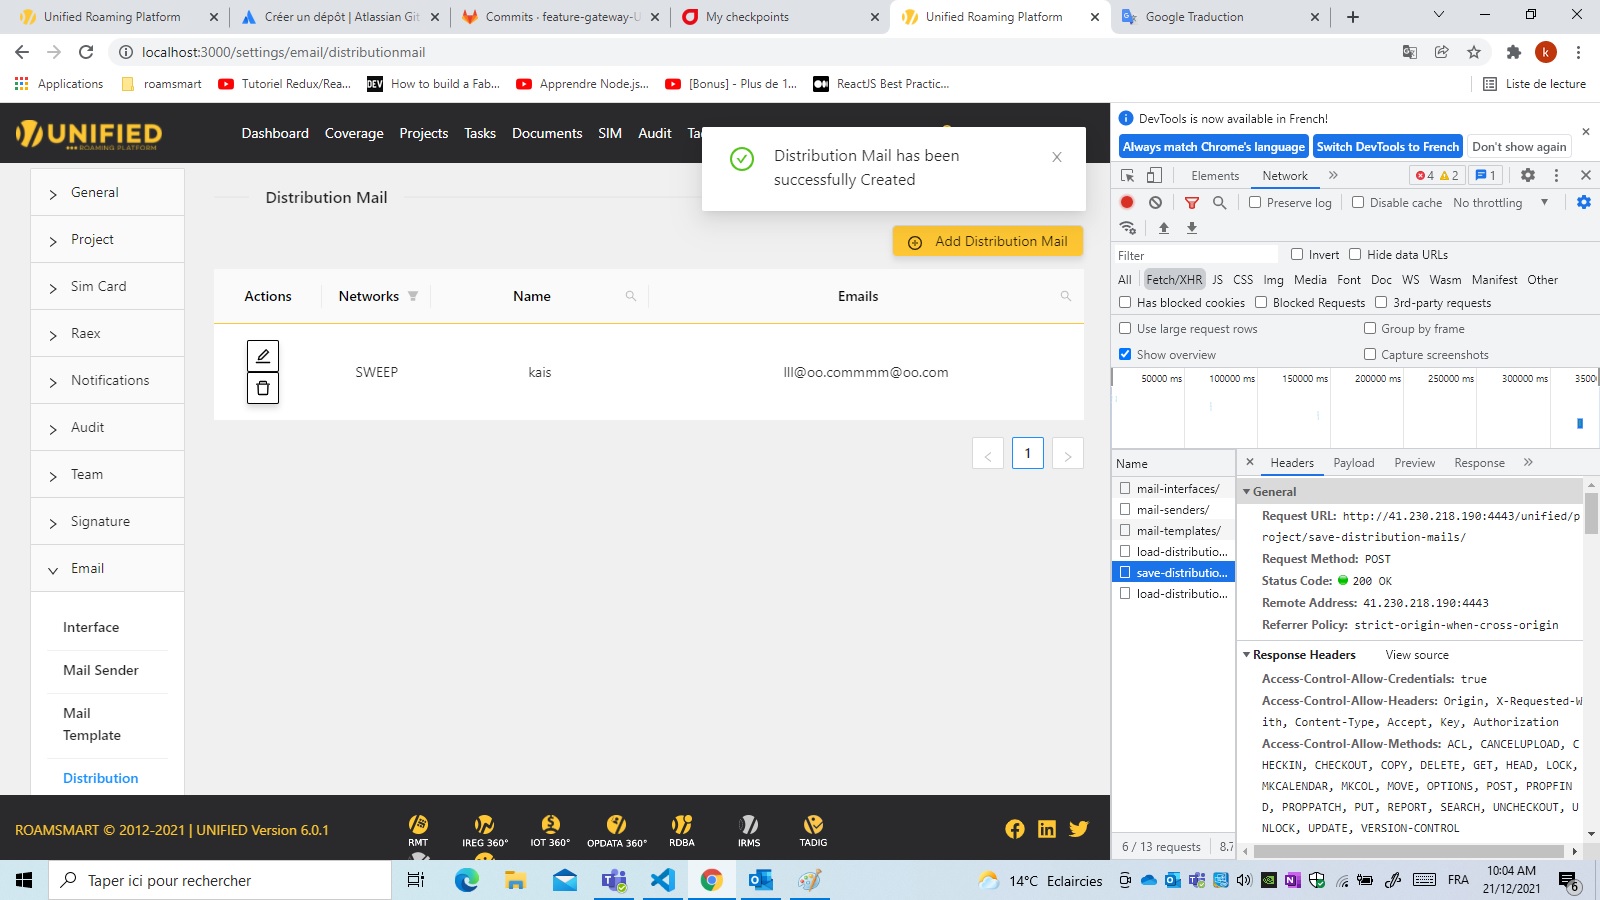 Unified Roaming Platform
Créer un dépôt | Atlassian Git
Commits · feature-gateway-U
My checkpoints
Unified Roaming Platform
Google Traduction
localhost:3000/settings/email/distributionmail
Applications
roamsmart
Tutoriel Redux/Rea...
How to build a Fab...
Apprendre Node.js...
[Bonus] - Plus de 1...
ReactJS Best Practic...
Liste de lecture
UNIFIED
ROAMING PLATFORM
Dashboard Coverage Projects Tasks Documents SIM Audit
Distribution Mail has been
successfully Created
General
Project
Sim Card
Raex
Notifications
Audit
Team
Signature
Email
Interface
Mail Sender
Mail
Template
Distribution
Distribution Mail
Add Distribution Mail
Actions Networks Name Emails
SWEEP kais lll@oo.commmm@oo.com
< 1 >
ROAMSMART © 2012-2021 | UNIFIED Version 6.0.1
RMT
IREG 360°
IOT 360°
OPDATA 360°
RDBA
IRMS
TADIG
DevTools is now available in French!
Always match Chrome's language Switch DevTools to French Don't show again
Elements Network » 4 2 1
Preserve log Disable cache No throttling
Filter Invert Hide data URLs
All Fetch/XHR JS CSS Img Media Font Doc WS Wasm Manifest Other
Has blocked cookies Blocked Requests 3rd-party requests
Use large request rows Group by frame
Show overview Capture screenshots
50000 ms 100000 ms 150000 ms 200000 ms 250000 ms 300000 ms 3500
Name
mail-interfaces/
mail-senders/
mail-templates/
load-distributio...
save-distributio...
load-distributio...
6 / 13 requests 8.7
Headers Payload Preview Response »
General
Request URL: http://41.230.218.190:4443/unified/p
roject/save-distribution-mails/
Request Method: POST
Status Code: 200 OK
Remote Address: 41.230.218.190:4443
Referrer Policy: strict-origin-when-cross-origin
Response Headers View source
Access-Control-Allow-Credentials: true
Access-Control-Allow-Headers: Origin, X-Requested-W
ith, Content-Type, Accept, Key, Authorization
Access-Control-Allow-Methods: ACL, CANCELUPLOAD, C
HECKIN, CHECKOUT, COPY, DELETE, GET, HEAD, LOCK,
MKCALENDAR, MKCOL, MOVE, OPTIONS, POST, PROPFIN
D, PROPPATCH, PUT, REPORT, SEARCH, UNCHECKOUT, U
NLOCK, UPDATE, VERSION-CONTROL
Taper ici pour rechercher
14°C Eclaircies
FRA
10:04 AM
21/12/2021
6